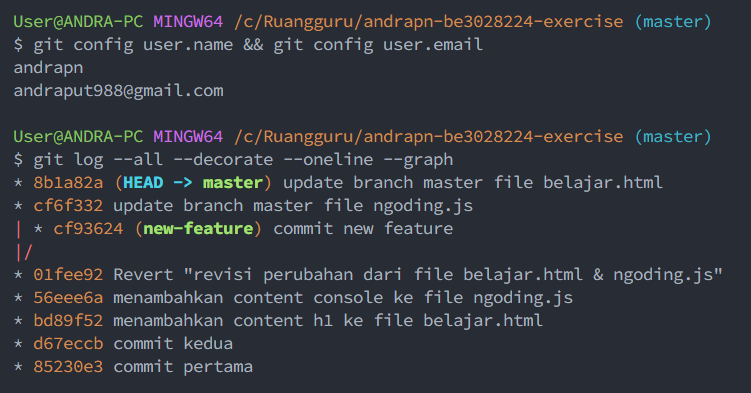 User@ANDRA-PC MINGW64 /c/Ruangguru/andrapn-be3028224-exercise (master)
$ git config user.name && git config user.email
andrapn
andraput988@gmail.com
User@ANDRA-PC MINGW64 /c/Ruangguru/andrapn-be3028224-exercise (master)
$ git log --all --decorate --oneline --graph
* 8b1a82a (HEAD -> master) update branch master file belajar.html
* cf6f332 update branch master file ngoding.js
| * cf93624 (new-feature) commit new feature
|/
* 01fee92 Revert "revisi perubahan dari file belajar.html & ngoding.js"
* 56eee6a menambahkan content console ke file ngoding.js
* bd89f52 menambahkan content h1 ke file belajar.html
* d67eccb commit kedua
* 85230e3 commit pertama